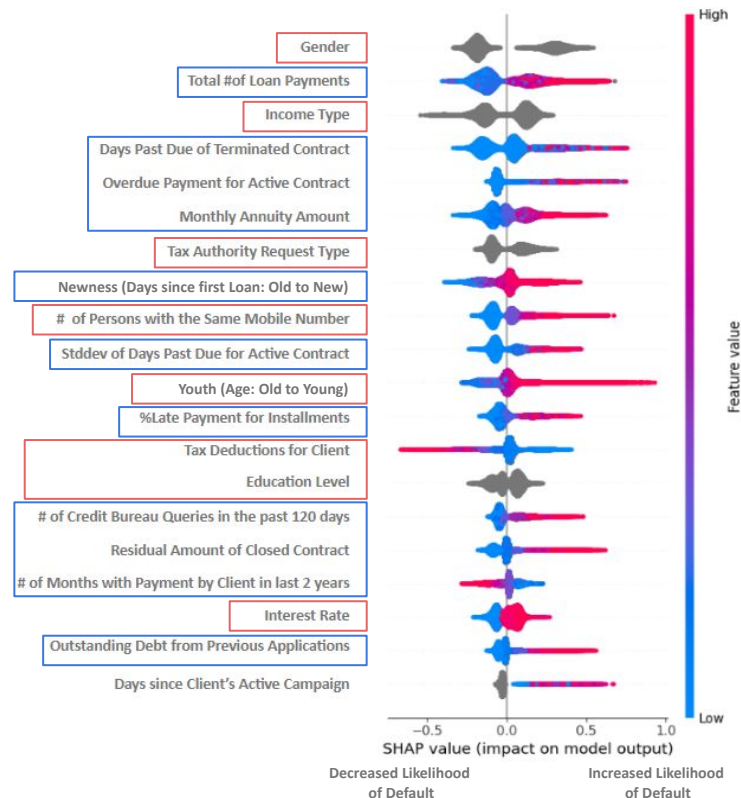 High
Gender
Total #of Loan Payments
Income Type
Days Past Due of Terminated Contract
Overdue Payment for Active Contract
Monthly Annuity Amount
Tax Authority Request Type
Newness (Days since first Loan: Old to New)
# of Persons with the Same Mobile Number
Stddev of Days Past Due for Active Contract
Youth (Age: Old to Young)
%Late Payment for Installments
Tax Deductions for Client
Education Level
# of Credit Bureau Queries in the past 120 days
Residual Amount of Closed Contract
# of Months with Payment by Client in last 2 years
Interest Rate
Outstanding Debt from Previous Applications
Days since Client's Active Campaign
Feature value
Low
−0.5 0.0 0.5 1.0
SHAP value (impact on model output)
Decreased Likelihood
of Default
Increased Likelihood
of Default